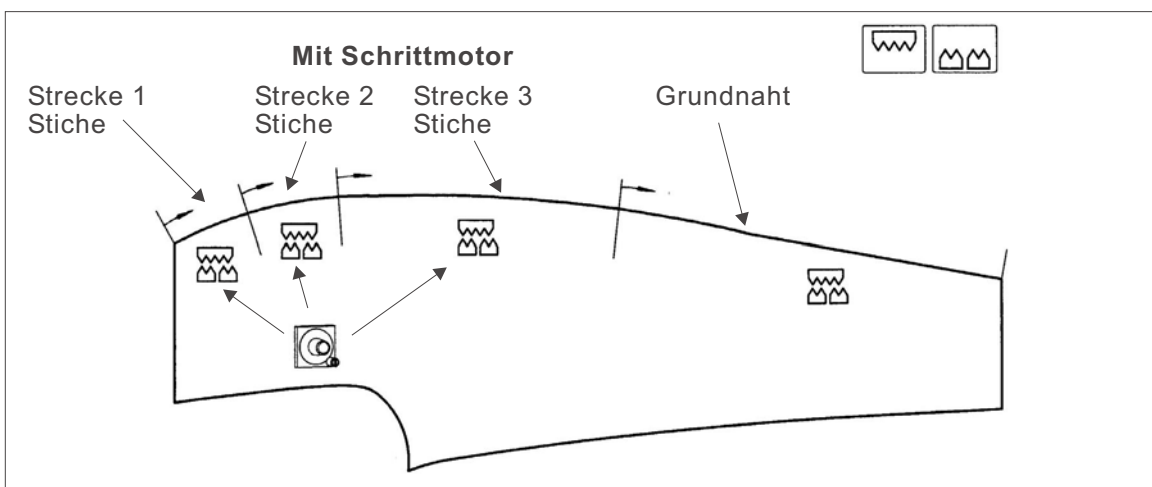 Mit Schrittmotor
Strecke 1
Stiche
Strecke 2
Stiche
Strecke 3
Stiche
Grundnaht